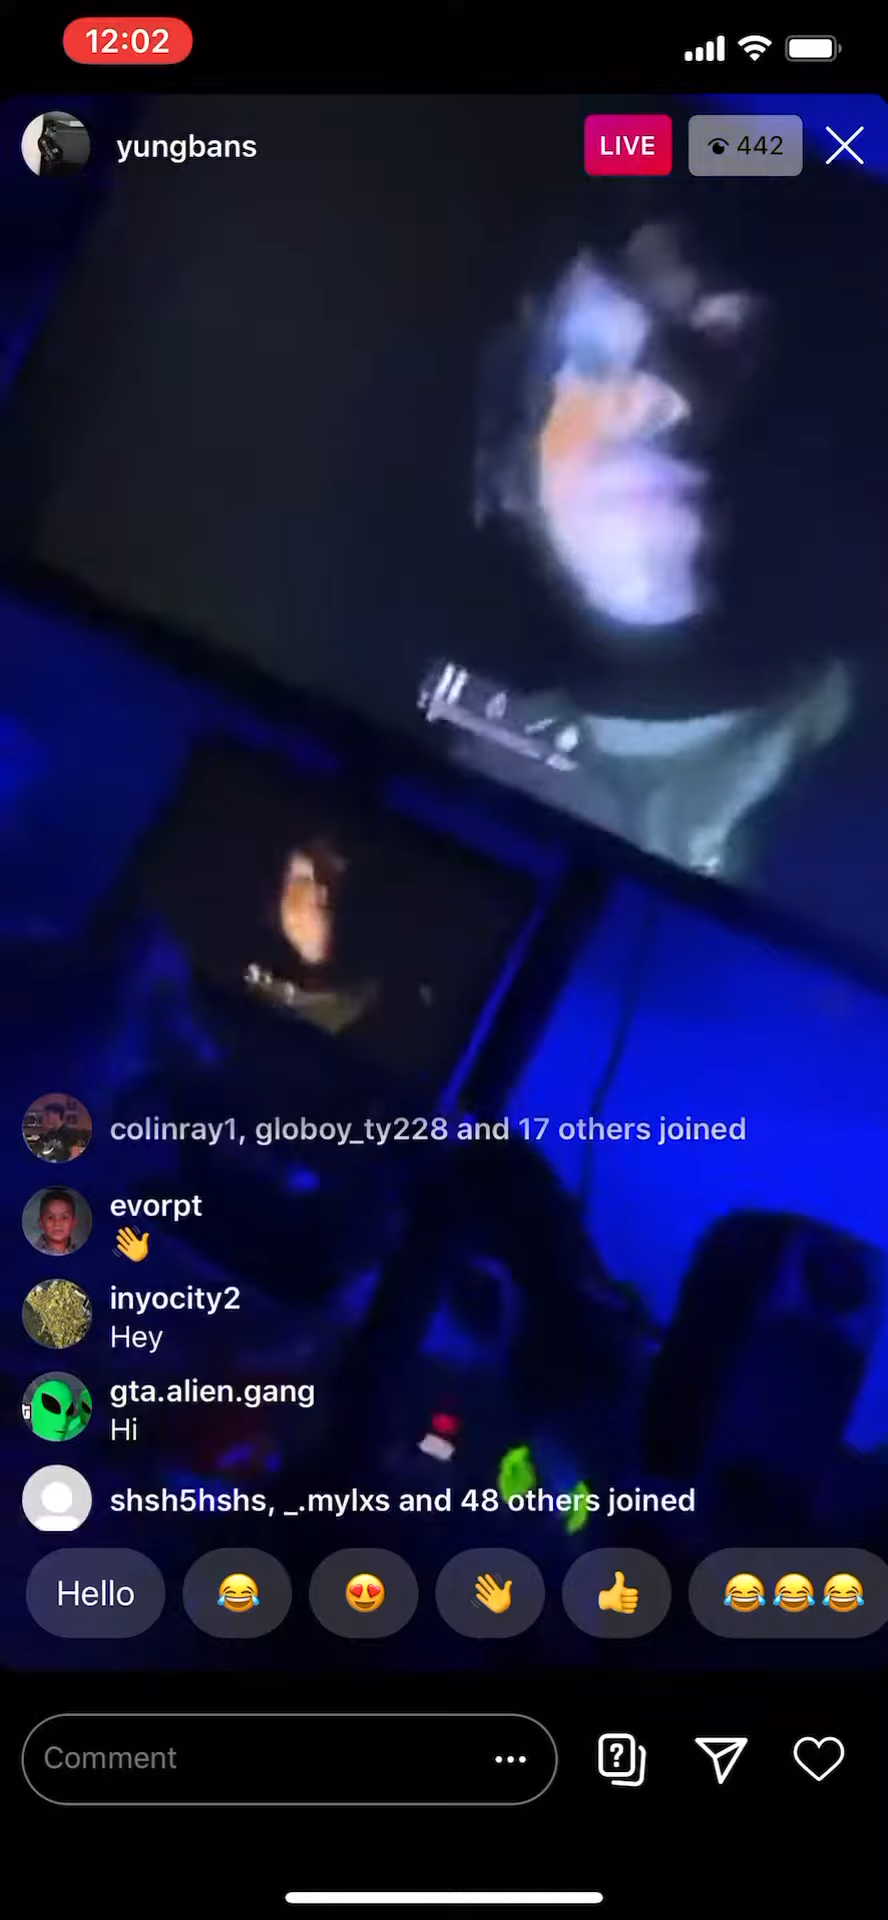 12:02
yungbans
LIVE
442
colinray1, globoy_ty228 and 17 others joined
evorpt
👋
inyocity2
Hey
gta.alien.gang
Hi
shsh5hshs, _.mylxs and 48 others joined
Hello 😂 😍 👋 👍 😂😂😂
Comment